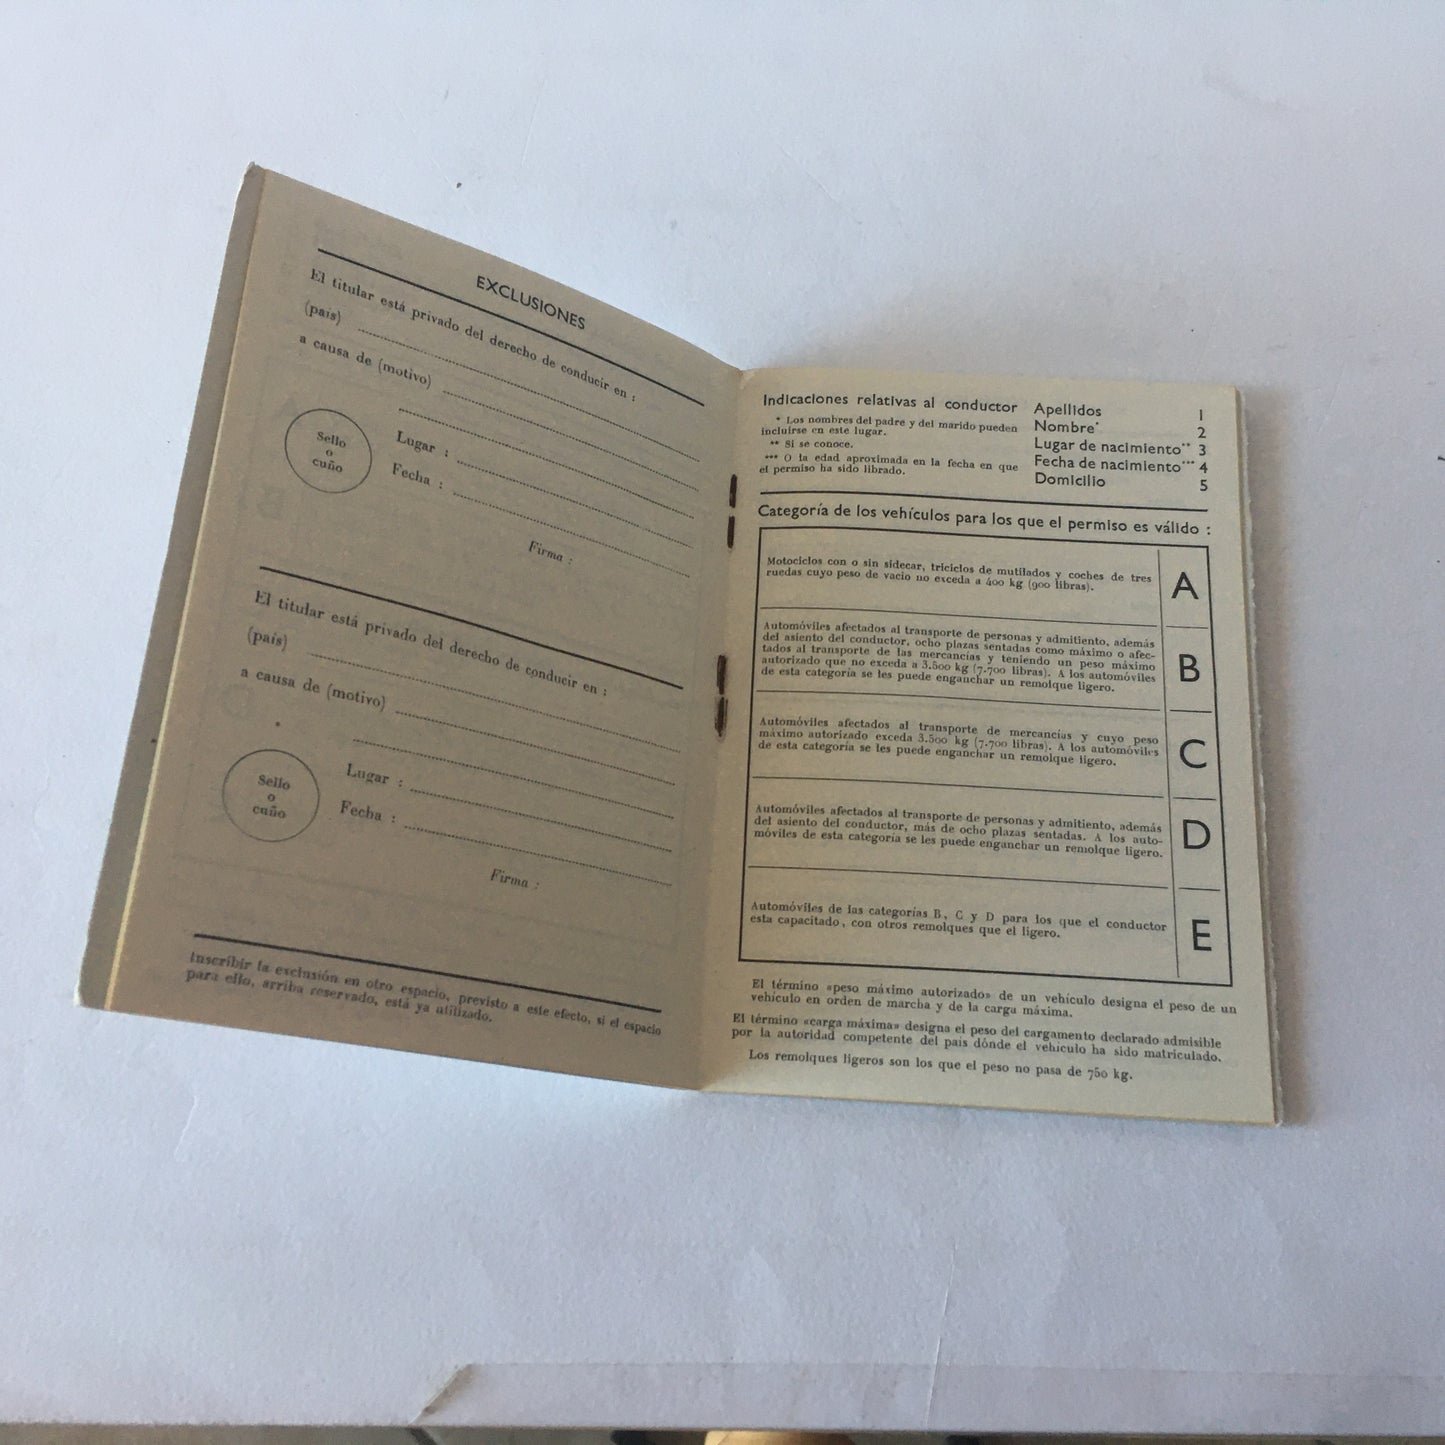 EXCLUSIONES
El titular está privado del derecho de conducir en :
(país)
a causa de (motivo)
Sello
o
cuño
Lugar :
Fecha :
Firma :
El titular está privado del derecho de conducir en :
(país)
a causa de (motivo)
Sello
o
cuño
Lugar :
Fecha :
Firma :
Inscribir la exclusión en otro espacio, previsto a este efecto, si el espacio
para ello, arriba reservado, está ya utilizado.
Indicaciones relativas al conductor
* Los nombres del padre y del marido pueden
incluirse en este lugar.
** Si se conoce.
*** O la edad aproximada en la fecha en que
el permiso ha sido librado.
Apellidos 1
Nombre* 2
Lugar de nacimiento** 3
Fecha de nacimiento*** 4
Domicilio 5
Categoría de los vehículos para los que el permiso es válido :
Motociclos con o sin sidecar, triciclos de mutilados y coches de tres
ruedas cuyo peso de vacio no exceda a 400 kg (900 libras).
A
Automóviles afectados al transporte de personas y admitiento, además
del asiento del conductor, ocho plazas sentadas como máximo o afec-
tados al transporte de las mercancías y teniendo un peso máximo
autorizado que no exceda a 3.500 kg (7.700 libras). A los automóviles
de esta categoría se les puede enganchar un remolque ligero.
B
Automóviles afectados al transporte de mercancías y cuyo peso
máximo autorizado exceda 3.500 kg (7.700 libras). A los automóviles
de esta categoría se les puede enganchar un remolque ligero.
C
Automóviles afectados al transporte de personas y admitiento, además
del asiento del conductor, más de ocho plazas sentadas. A los auto-
móviles de esta categoría se les puede enganchar un remolque ligero.
D
Automóviles de las categorías B, C y D para los que el conductor
esta capacitado, con otros remolques que el ligero.
E
El término «peso máximo autorizado» de un vehículo designa el peso de un
vehículo en orden de marcha y de la carga máxima.
El término «carga máxima» designa el peso del cargamento declarado admisible
por la autoridad competente del país dónde el vehículo ha sido matriculado.
Los remolques ligeros son los que el peso no pasa de 750 kg.